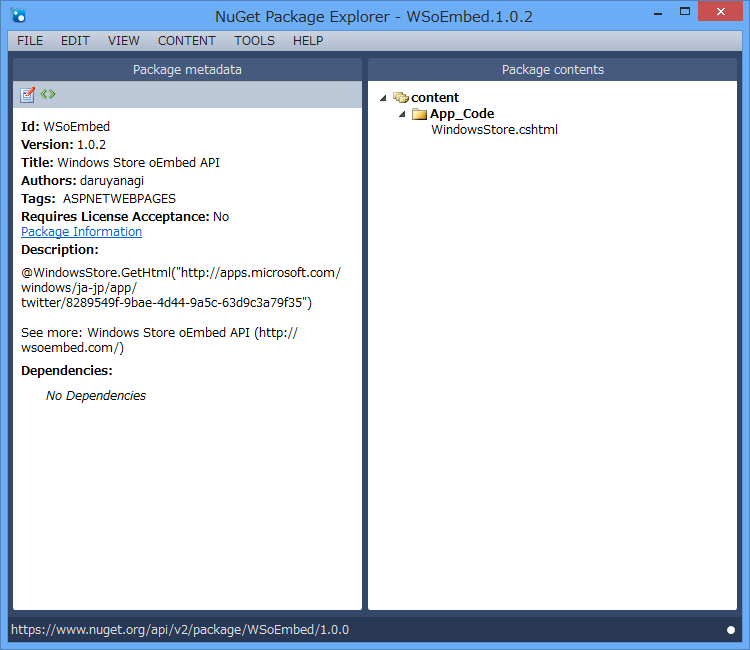 NuGet Package Explorer - WSoEmbed.1.0.2
FILE EDIT VIEW CONTENT TOOLS HELP
Package metadata
Id: WSoEmbed
Version: 1.0.2
Title: Windows Store oEmbed API
Authors: daruyanagi
Tags: ASPNETWEBPAGES
Requires License Acceptance: No
Package Information
Description:
@WindowsStore.GetHtml("http://apps.microsoft.com/
windows/ja-jp/app/
twitter/8289549f-9bae-4d44-9a5c-63d9c3a79f35")
See more: Windows Store oEmbed API (http://
wsoembed.com/)
Dependencies:
No Dependencies
Package contents
content
App_Code
WindowsStore.cshtml
https://www.nuget.org/api/v2/package/WSoEmbed/1.0.0